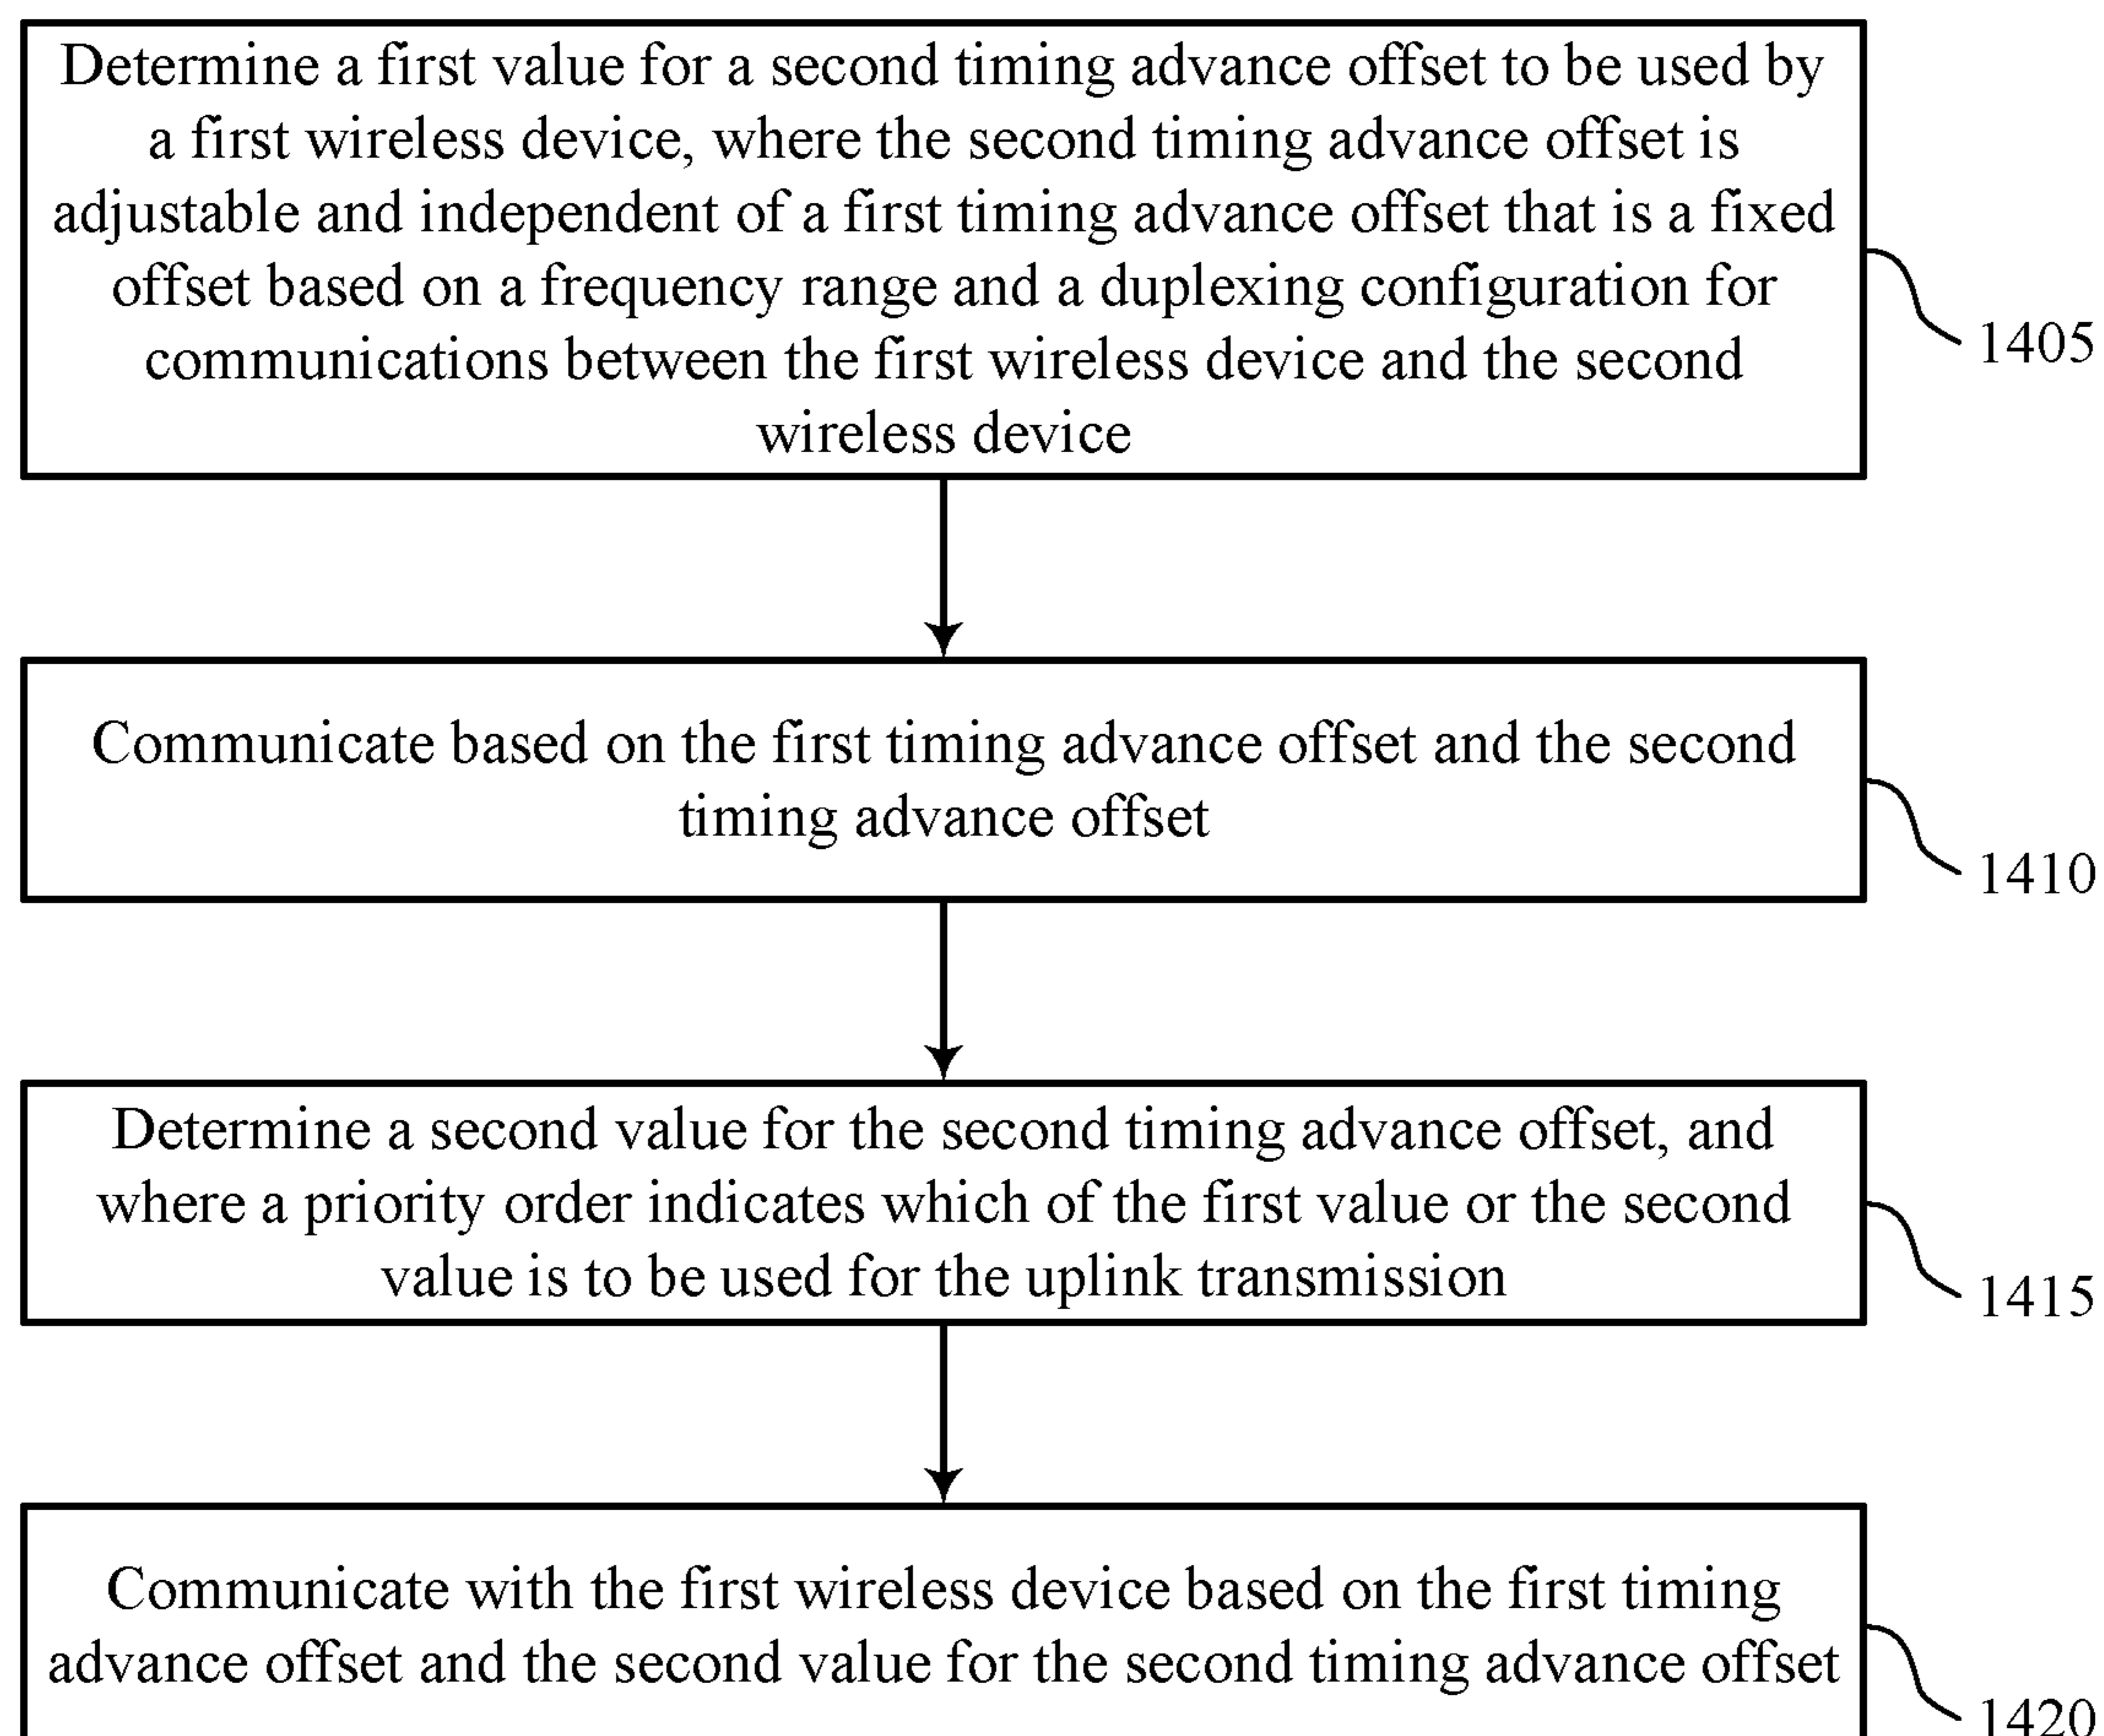 Determine a first value for a second timing advance offset to be used by
a first wireless device, where the second timing advance offset is
adjustable and independent of a first timing advance offset that is a fixed
offset based on a frequency range and a duplexing configuration for
communications between the first wireless device and the second
wireless device
1405
Communicate based on the first timing advance offset and the second
timing advance offset
1410
Determine a second value for the second timing advance offset, and
where a priority order indicates which of the first value or the second
value is to be used for the uplink transmission
1415
Communicate with the first wireless device based on the first timing
advance offset and the second value for the second timing advance offset
1420